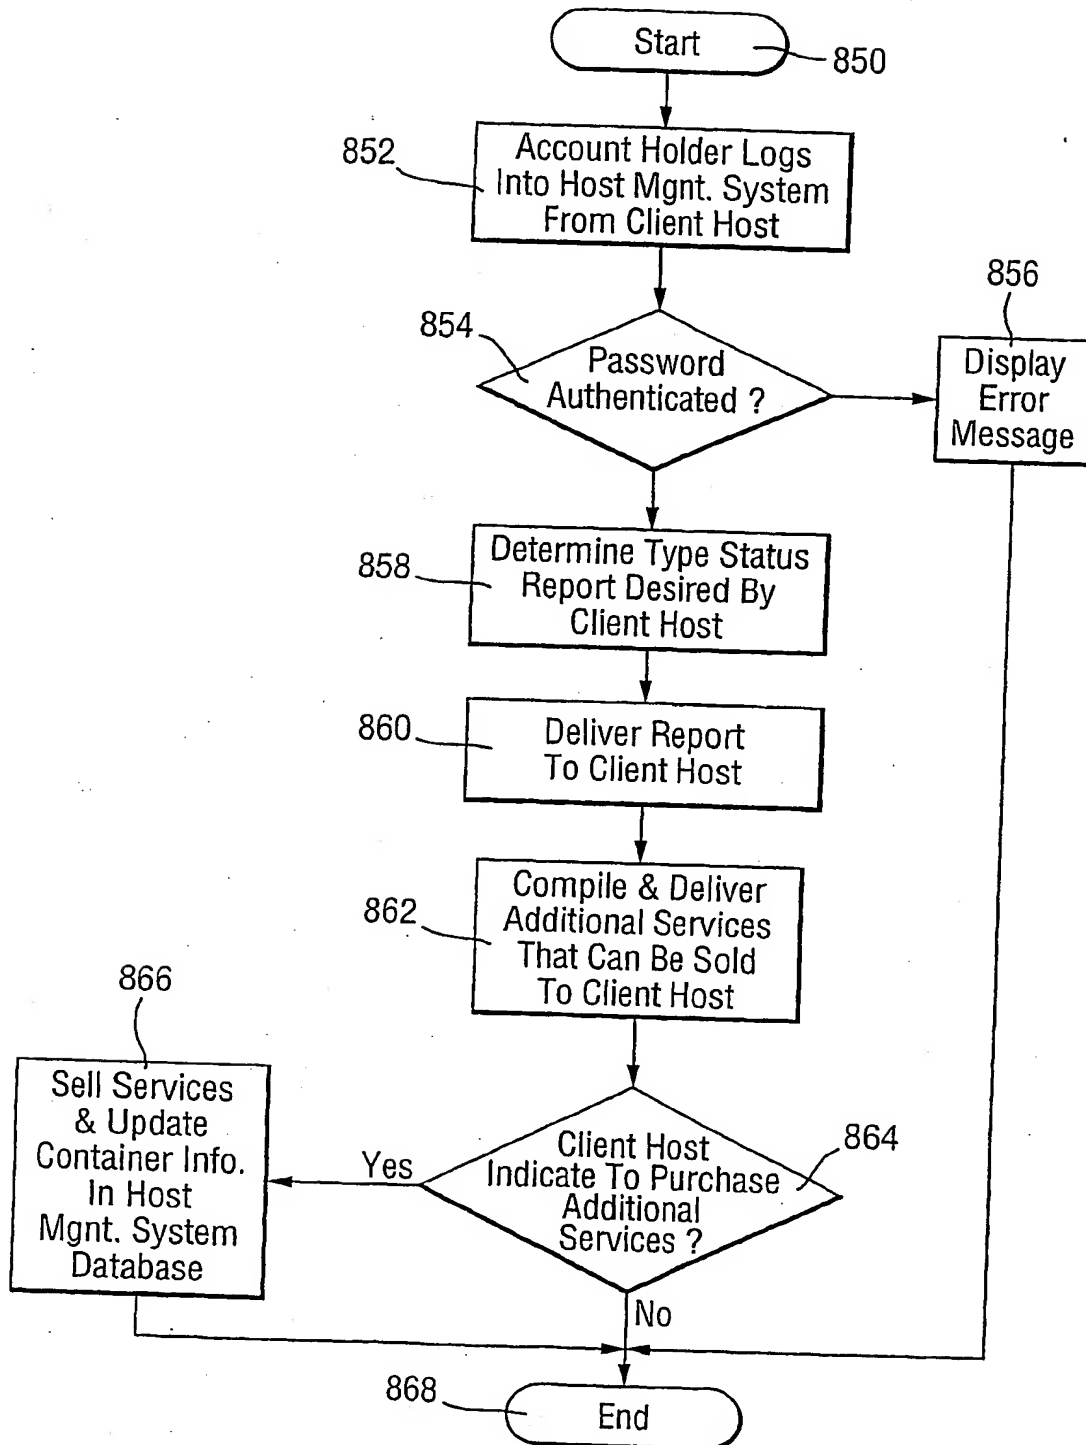 Start
850
852
Account Holder Logs
Into Host Mgnt. System
From Client Host
856
854
Password
Authenticated ?
Display
Error
Message
858
Determine Type Status
Report Desired By
Client Host
860
Deliver Report
To Client Host
862
Compile & Deliver
Additional Services
That Can Be Sold
To Client Host
866
Sell Services
& Update
Container Info.
In Host
Mgnt. System
Database
Yes
864
Client Host
Indicate To Purchase
Additional
Services ?
No
868
End